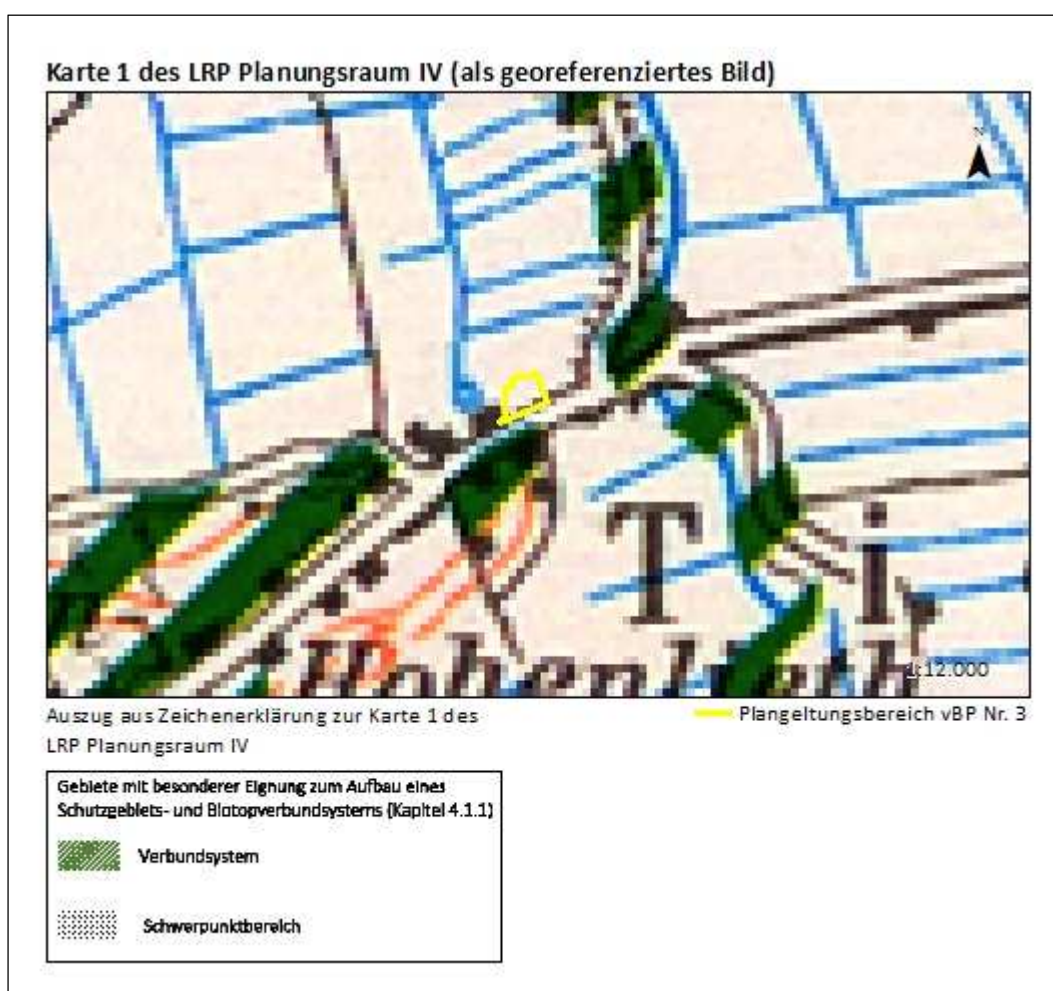 Karte 1 des LRP Planungsraum IV (als georeferenziertes Bild)
N
T i
1:12.000
Auszug aus Zeichenerklärung zur Karte 1 des
LRP Planungsraum IV
Plangeltungsbereich vBP Nr. 3
Gebiete mit besonderer Eignung zum Aufbau eines
Schutzgebiets- und Biotopverbundsystems (Kapitel 4.1.1)
Verbundsystem
Schwerpunktbereich